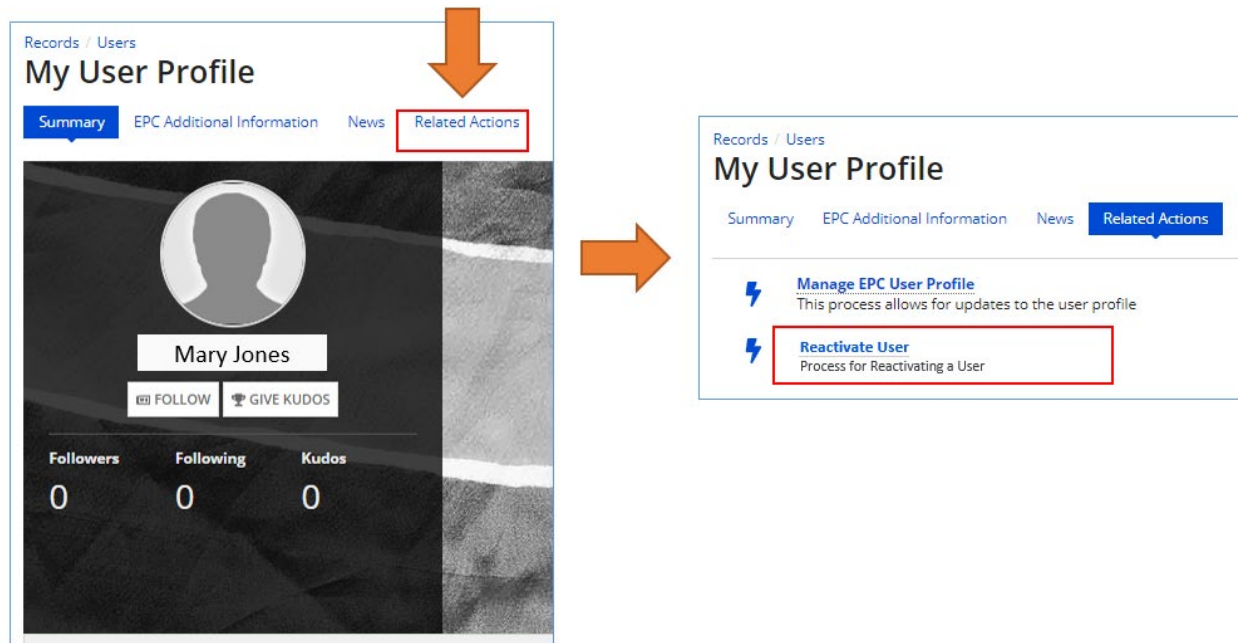 Records / Users
My User Profile
Summary EPC Additional Information News Related Actions
Mary Jones
FOLLOW GIVE KUDOS
Followers Following Kudos
0 0 0
Records / Users
My User Profile
Summary EPC Additional Information News Related Actions
Manage EPC User Profile
This process allows for updates to the user profile
Reactivate User
Process for Reactivating a User